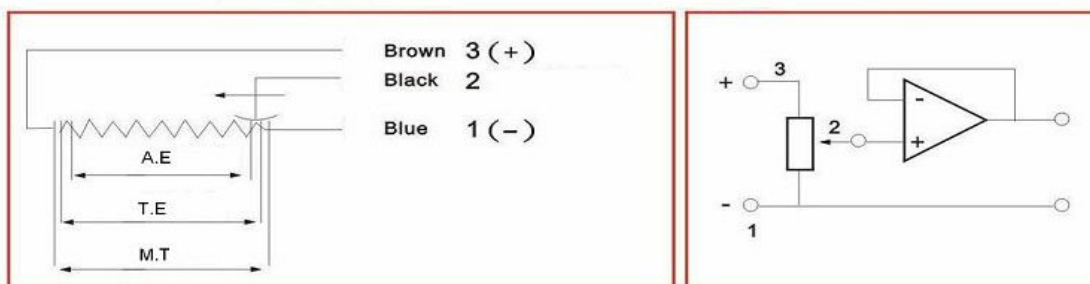 Brown 3 (+)
Black 2
Blue 1 (-)
A.E
T.E
M.T
3
+
2
-
+
-
1